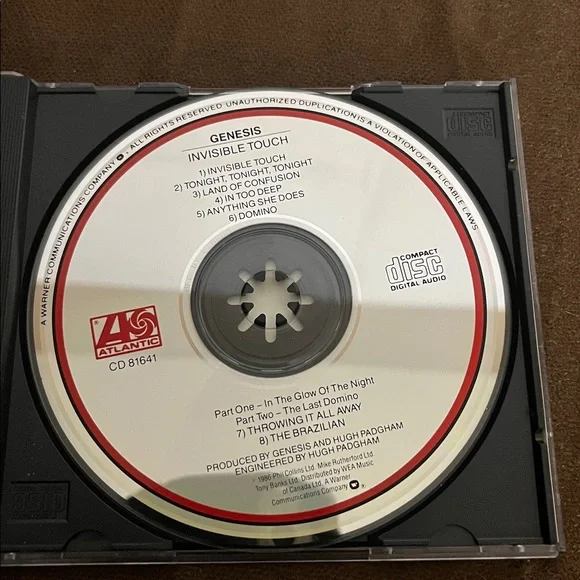 A WARNER COMMUNICATIONS COMPANY . ALL RIGHTS RESERVED. UNAUTHORIZED DUPLICATION IS A VIOLATION OF APPLICABLE LAWS
GENESIS
INVISIBLE TOUCH
1) INVISIBLE TOUCH
2) TONIGHT, TONIGHT, TONIGHT
3) LAND OF CONFUSION
4) IN TOO DEEP
5) ANYTHING SHE DOES
6) DOMINO
COMPACT
disc
DIGITAL AUDIO
ATLANTIC
CD 81641
Part One – In The Glow Of The Night
Part Two – The Last Domino
7) THROWING IT ALL AWAY
8) THE BRAZILIAN
PRODUCED BY GENESIS AND HUGH PADGHAM
ENGINEERED BY HUGH PADGHAM
1986 Phil Collins Ltd. Mike Rutherford Ltd.
Tony Banks Ltd. Distributed by WEA Music
of Canada Ltd. A Warner
Communications Company
COMPACT
disc
DIGITAL AUDIO